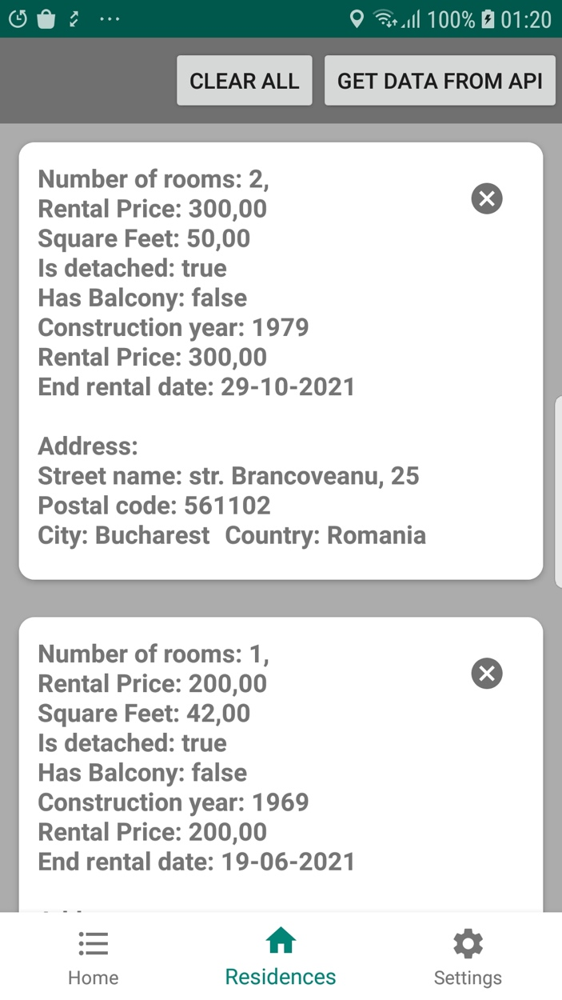 100% 01:20
CLEAR ALL GET DATA FROM API
Number of rooms: 2,
Rental Price: 300,00
Square Feet: 50,00
Is detached: true
Has Balcony: false
Construction year: 1979
Rental Price: 300,00
End rental date: 29-10-2021
Address:
Street name: str. Brancoveanu, 25
Postal code: 561102
City: Bucharest Country: Romania
Number of rooms: 1,
Rental Price: 200,00
Square Feet: 42,00
Is detached: true
Has Balcony: false
Construction year: 1969
Rental Price: 200,00
End rental date: 19-06-2021
Home Residences Settings